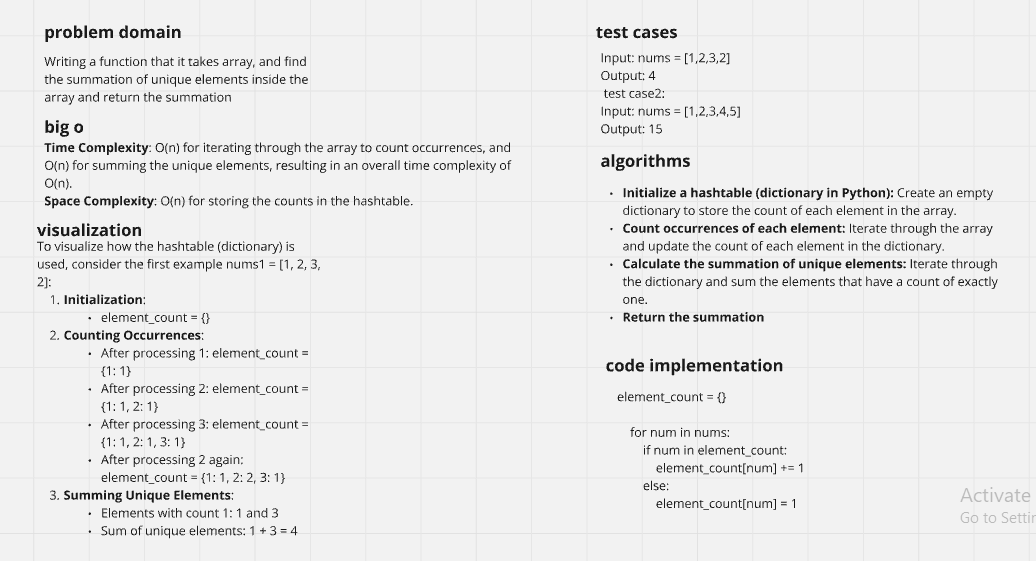 problem domain
Writing a function that it takes array, and find
the summation of unique elements inside the
array and return the summation
big o
Time Complexity: O(n) for iterating through the array to count occurrences, and
O(n) for summing the unique elements, resulting in an overall time complexity of
O(n).
Space Complexity: O(n) for storing the counts in the hashtable.
visualization
To visualize how the hashtable (dictionary) is
used, consider the first example nums1 = [1, 2, 3,
2]:
1. Initialization:
• element_count = {}
2. Counting Occurrences:
• After processing 1: element_count =
{1: 1}
• After processing 2: element_count =
{1: 1, 2: 1}
• After processing 3: element_count =
{1: 1, 2: 1, 3: 1}
• After processing 2 again:
element_count = {1: 1, 2: 2, 3: 1}
3. Summing Unique Elements:
• Elements with count 1: 1 and 3
• Sum of unique elements: 1 + 3 = 4
test cases
Input: nums = [1,2,3,2]
Output: 4
test case2:
Input: nums = [1,2,3,4,5]
Output: 15
algorithms
• Initialize a hashtable (dictionary in Python): Create an empty
dictionary to store the count of each element in the array.
• Count occurrences of each element: Iterate through the array
and update the count of each element in the dictionary.
• Calculate the summation of unique elements: Iterate through
the dictionary and sum the elements that have a count of exactly
one.
• Return the summation
code implementation
element_count = {}
for num in nums:
if num in element_count:
element_count[num] += 1
else:
element_count[num] = 1
Activate
Go to Settin